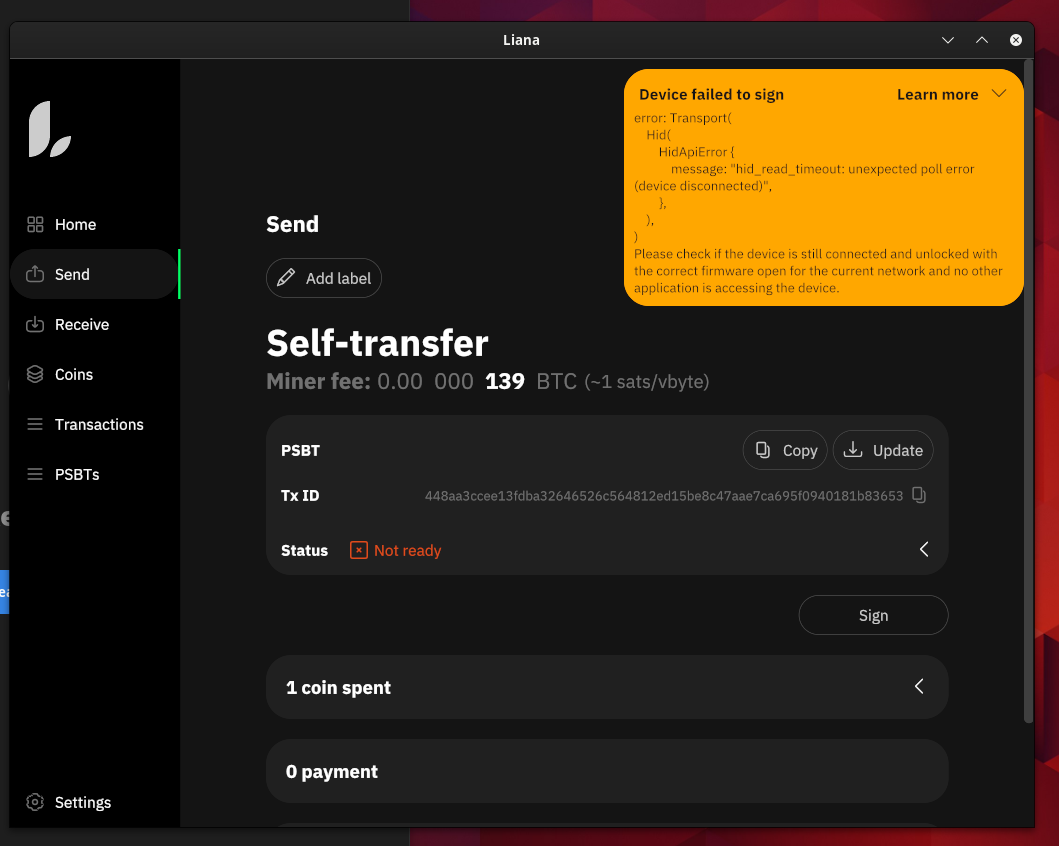 Liana
Device failed to sign
Learn more
error: Transport(
Hid(
HidApiError {
message: "hid_read_timeout: unexpected poll error
(device disconnected)",
},
),
)
Please check if the device is still connected and unlocked with
the correct firmware open for the current network and no other
application is accessing the device.
Home
Send
Receive
Coins
Transactions
PSBTs
Settings
Send
Add label
Self-transfer
Miner fee: 0.00 000 139 BTC (~1 sats/vbyte)
PSBT
Copy
Update
Tx ID
448aa3ccee13fdba32646526c564812ed15be8c47aae7ca695f0940181b83653
Status
Not ready
Sign
1 coin spent
0 payment